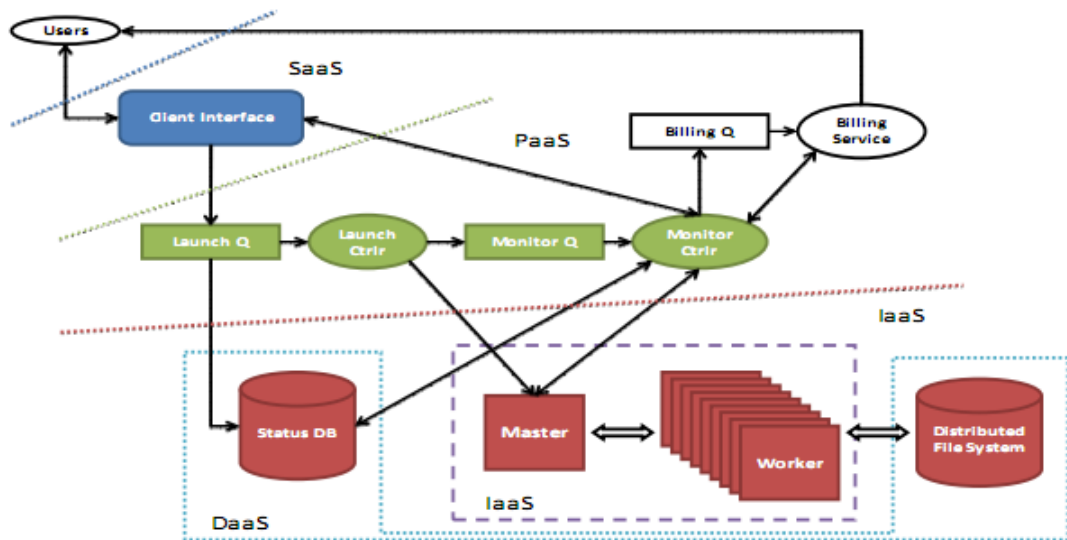 Users
SaaS
Client Interface
PaaS
Billing Q
Billing
Service
Launch Q
Launch
Ctrlr
Monitor Q
Monitor
Ctrlr
IaaS
Status DB
Master
Worker
Distributed
File System
DaaS
IaaS